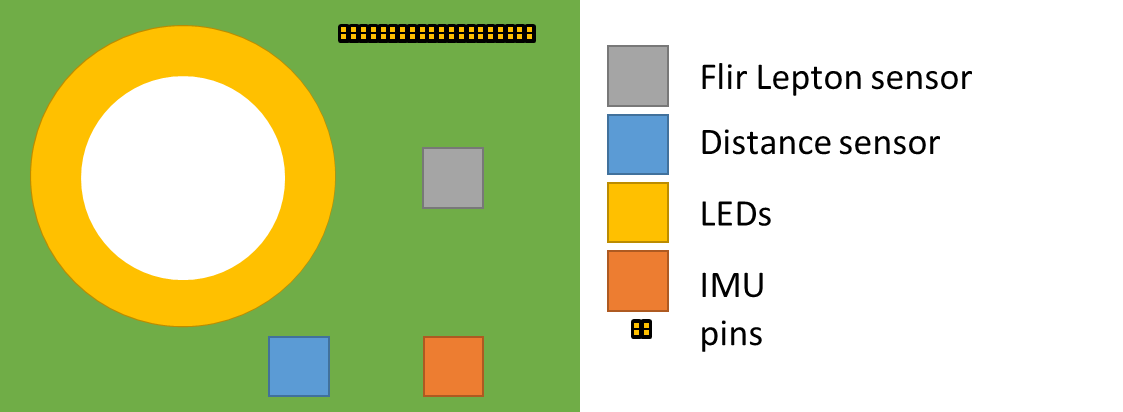 Flir Lepton sensor
Distance sensor
LEDs
IMU
pins